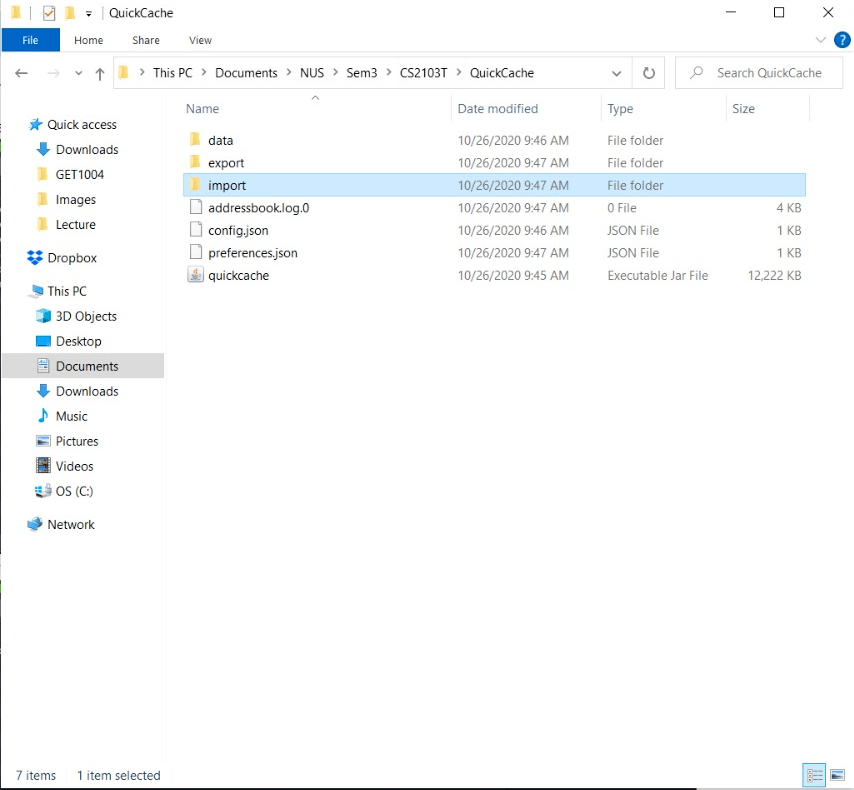 QuickCache
File Home Share View
This PC Documents NUS Sem3 CS2103T QuickCache Search QuickCache
Name Date modified Type Size
Quick access
Downloads
GET1004
Images
Lecture
Dropbox
This PC
3D Objects
Desktop
Documents
Downloads
Music
Pictures
Videos
OS (C:)
Network
data 10/26/2020 9:46 AM File folder
export 10/26/2020 9:47 AM File folder
import 10/26/2020 9:47 AM File folder
addressbook.log.0 10/26/2020 9:47 AM 0 File 4 KB
config.json 10/26/2020 9:46 AM JSON File 1 KB
preferences.json 10/26/2020 9:47 AM JSON File 1 KB
quickcache 10/26/2020 9:45 AM Executable Jar File 12,222 KB
7 items 1 item selected